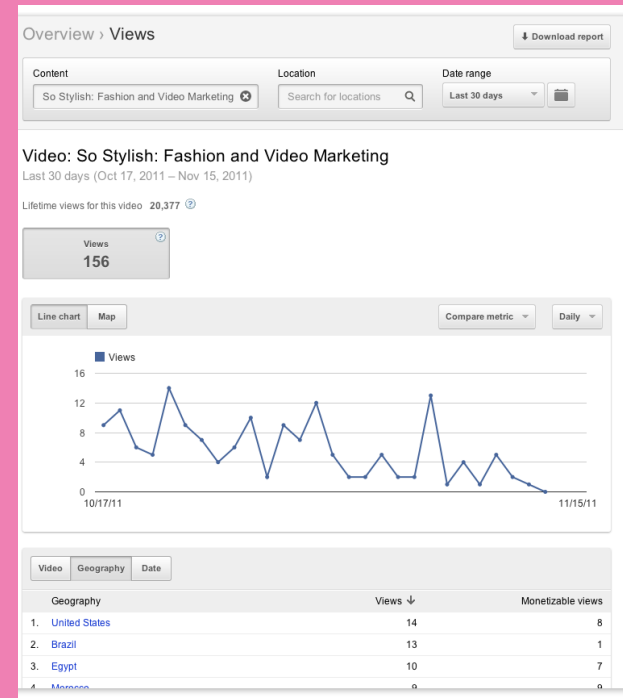 Overview › Views
Download report
Content Location Date range
So Stylish: Fashion and Video Marketing Search for locations Last 30 days
Video: So Stylish: Fashion and Video Marketing
Last 30 days (Oct 17, 2011 – Nov 15, 2011)
Lifetime views for this video 20,377 ?
Views ?
156
Line chart Map Compare metric Daily
Views
16
12
8
4
0
10/17/11 11/15/11
Video Geography Date
Geography Views Monetizable views
1. United States 14 8
2. Brazil 13 1
3. Egypt 10 7
4. Morocco 9 9